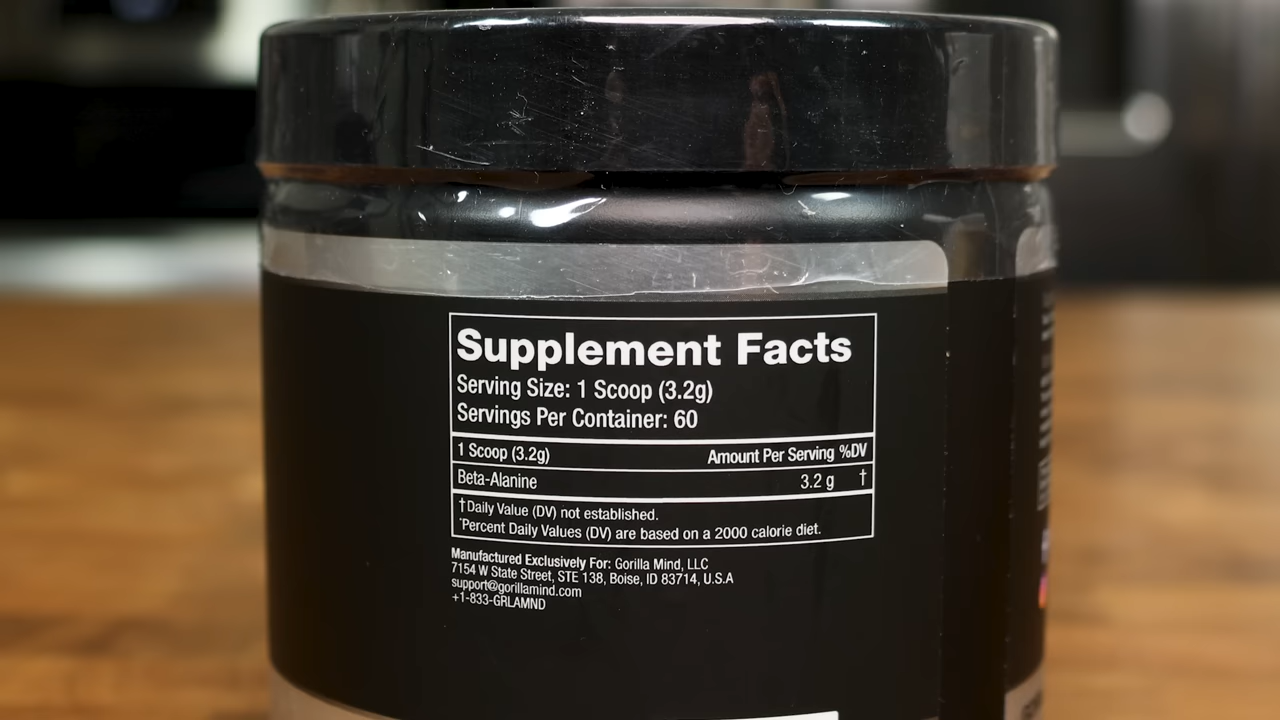 Supplement Facts
Serving Size: 1 Scoop (3.2g)
Servings Per Container: 60
1 Scoop (3.2g) Amount Per Serving %DV
Beta-Alanine 3.2 g †
†Daily Value (DV) not established.
*Percent Daily Values (DV) are based on a 2000 calorie diet.
Manufactured Exclusively For: Gorilla Mind, LLC
7154 W State Street, STE 138, Boise, ID 83714, U.S.A
support@gorillamind.com
+1-833-GRLAMND